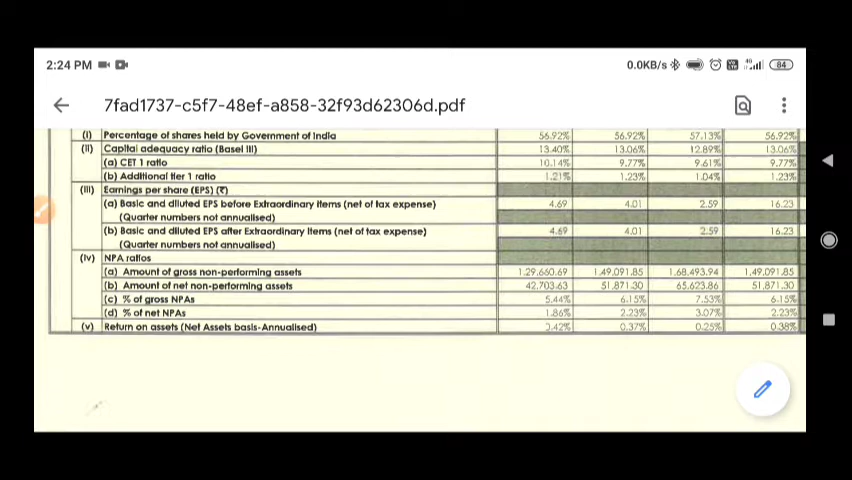 2:24 PM 0.0KB/s 84
7fad1737-c5f7-48ef-a858-32f93d62306d.pdf
(i) Percentage of shares held by Government of India 56.92% 56.92% 57.13% 56.92%
(ii) Capital adequacy ratio (Basel III) 13.40% 13.06% 12.89% 13.06%
(a) CET 1 ratio 10.14% 9.77% 9.61% 9.77%
(b) Additional tier 1 ratio 1.21% 1.23% 1.04% 1.23%
(iii) Earnings per share (EPS) (₹)
(a) Basic and diluted EPS before Extraordinary items (net of tax expense) 4.69 4.01 2.59 16.23
(Quarter numbers not annualised)
(b) Basic and diluted EPS after Extraordinary items (net of tax expense) 4.69 4.01 2.59 16.23
(Quarter numbers not annualised)
(iv) NPA ratios
(a) Amount of gross non-performing assets 1,29,660.69 1,49,091.85 1,68,493.94 1,49,091.85
(b) Amount of net non-performing assets 42,703.63 51,871.30 65,623.86 51,871.30
(c) % of gross NPAs 5.44% 6.15% 7.53% 6.15%
(d) % of net NPAs 1.86% 2.23% 3.07% 2.23%
(v) Return on assets (Net Assets basis-Annualised) 0.42% 0.37% 0.25% 0.38%